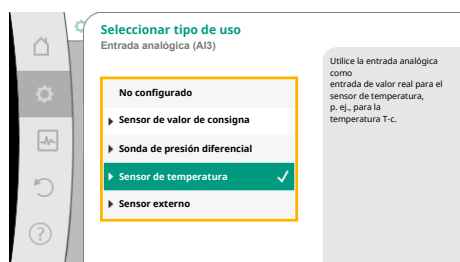 Seleccionar tipo de uso
Entrada analógica (AI3)
No configurado
Sensor de valor de consigna
Sonda de presión diferencial
Sensor de temperatura
Sensor externo
Utilice la entrada analógica
como
entrada de valor real para el
sensor de temperatura,
p. ej., para la
temperatura T-c.